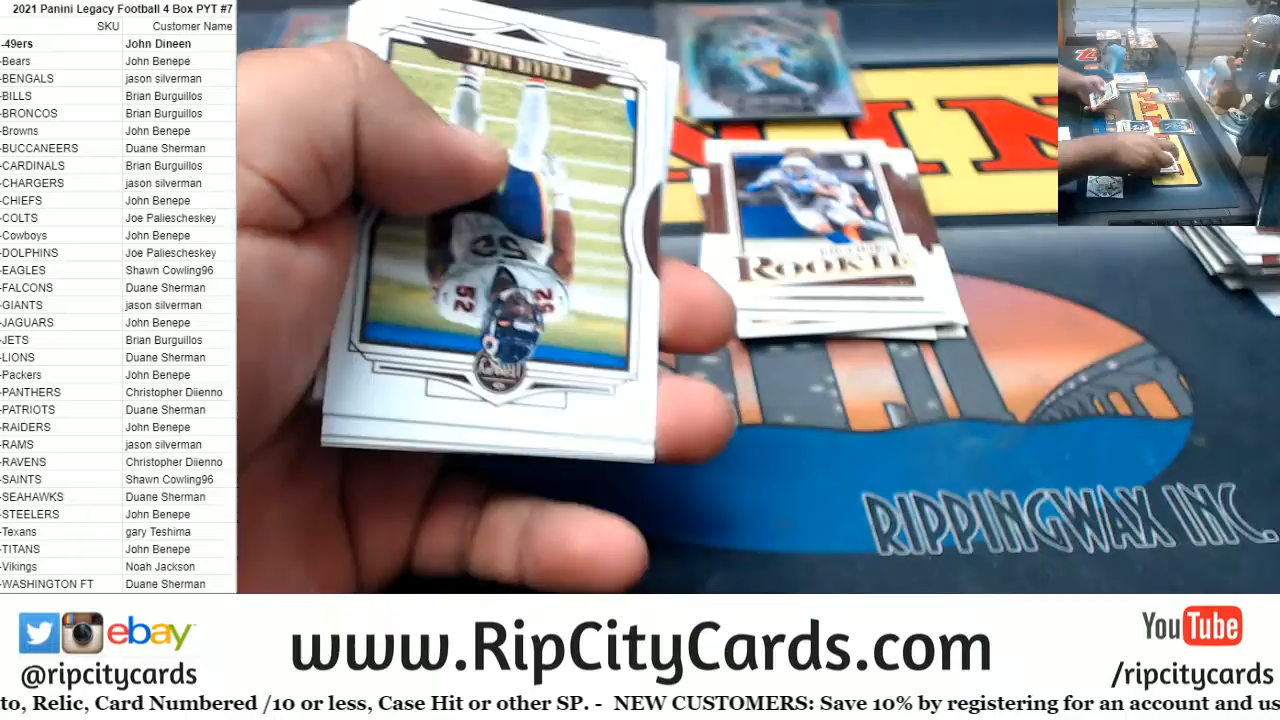 2021 Panini Legacy Football 4 Box PYT #7
SKU Customer Name
-49ers John Dineen
-Bears John Benepe
-BENGALS jason silverman
-BILLS Brian Burguillos
-BRONCOS Brian Burguillos
-Browns John Benepe
-BUCCANEERS Duane Sherman
-CARDINALS Brian Burguillos
-CHARGERS jason silverman
-CHIEFS John Benepe
-COLTS Joe Paliescheskey
-Cowboys John Benepe
-DOLPHINS Joe Paliescheskey
-EAGLES Shawn Cowling96
-FALCONS Duane Sherman
-GIANTS jason silverman
-JAGUARS John Benepe
-JETS Brian Burguillos
-LIONS Duane Sherman
-Packers John Benepe
-PANTHERS Christopher Diienno
-PATRIOTS Duane Sherman
-RAIDERS John Benepe
-RAMS jason silverman
-RAVENS Christopher Diienno
-SAINTS Shawn Cowling96
-SEAHAWKS Duane Sherman
-STEELERS John Benepe
-Texans gary Teshima
-TITANS John Benepe
-Vikings Noah Jackson
-WASHINGTON FT Duane Sherman
52
ROOKIE
RIPPINGWAX INC.
ebay
@ripcitycards
www.RipCityCards.com
YouTube
/ripcitycards
to, Relic, Card Numbered /10 or less, Case Hit or other SP. - NEW CUSTOMERS: Save 10% by registering for an account and us